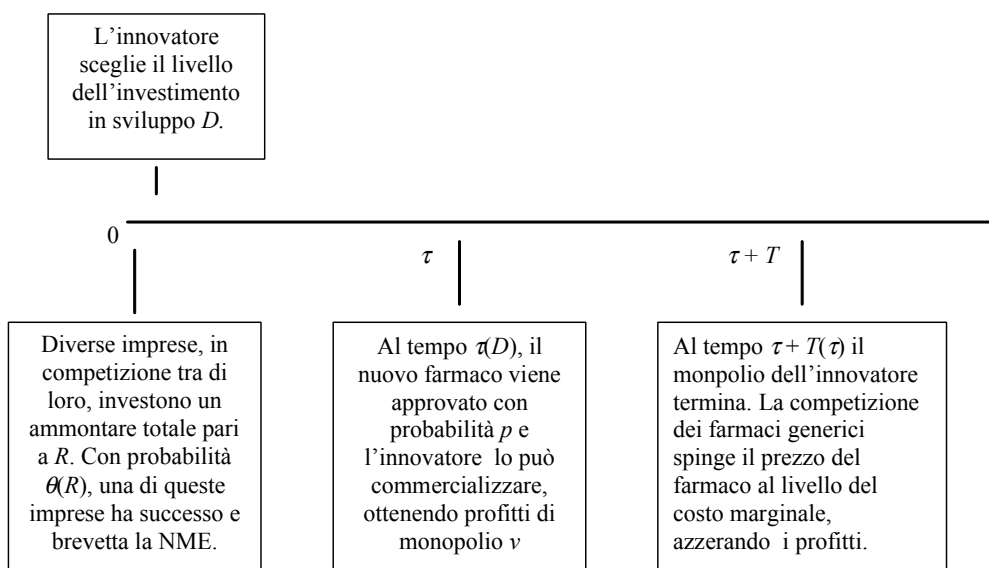 L’innovatore
sceglie il livello
dell’investimento
in sviluppo D.
0
τ
τ + T
Diverse imprese, in
competizione tra di
loro, investono un
ammontare totale pari
a R. Con probabilità
θ(R), una di queste
imprese ha successo e
brevetta la NME.
Al tempo τ(D), il
nuovo farmaco viene
approvato con
probabilità p e
l’innovatore lo può
commercializzare,
ottenendo profitti di
monopolio v
Al tempo τ + T(τ) il
monpolio dell’innovatore
termina. La competizione
dei farmaci generici
spinge il prezzo del
farmaco al livello del
costo marginale,
azzerando i profitti.